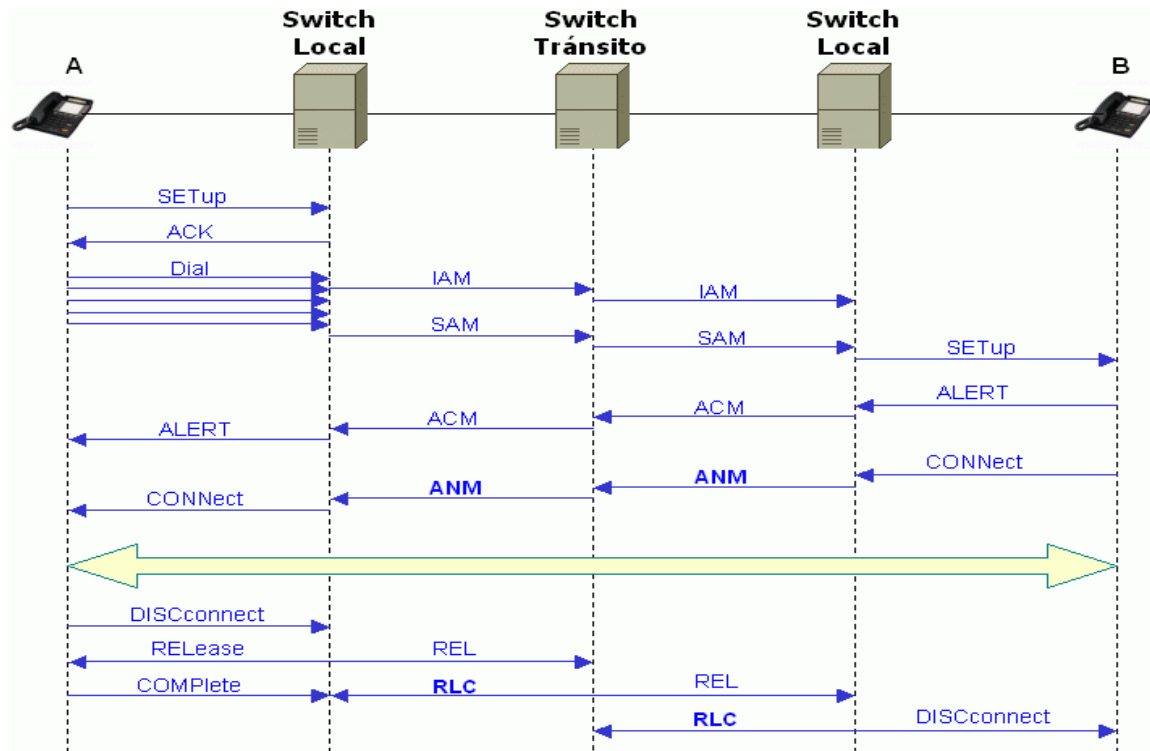 Switch Local
Switch Tránsito
Switch Local
A
B
SETup
ACK
Dial
IAM
IAM
SAM
SAM
SETup
ALERT
ACM
ACM
ALERT
CONNect
ANM
ANM
CONNect
DISCconnect
RELease
REL
COMPlete
RLC
REL
RLC
DISCconnect